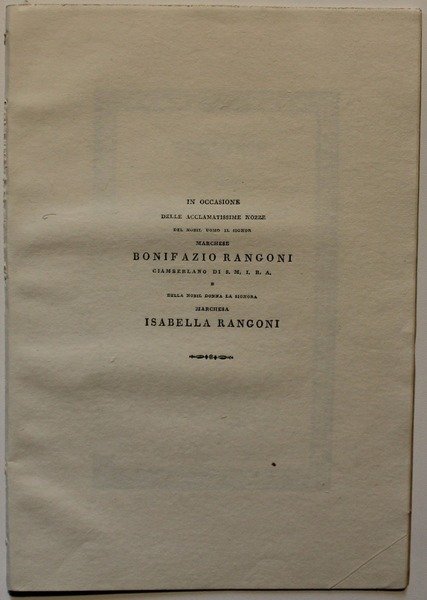 IN OCCASIONE
DELLE ACCLAMATISSIME NOZZE
DEL NOBIL UOMO IL SIGNOR
MARCHESE
BONIFAZIO RANGONI
CIAMBERLANO DI S. M. I. R. A.
E
DELLA NOBIL DONNA LA SIGNORA
MARCHESA
ISABELLA RANGONI